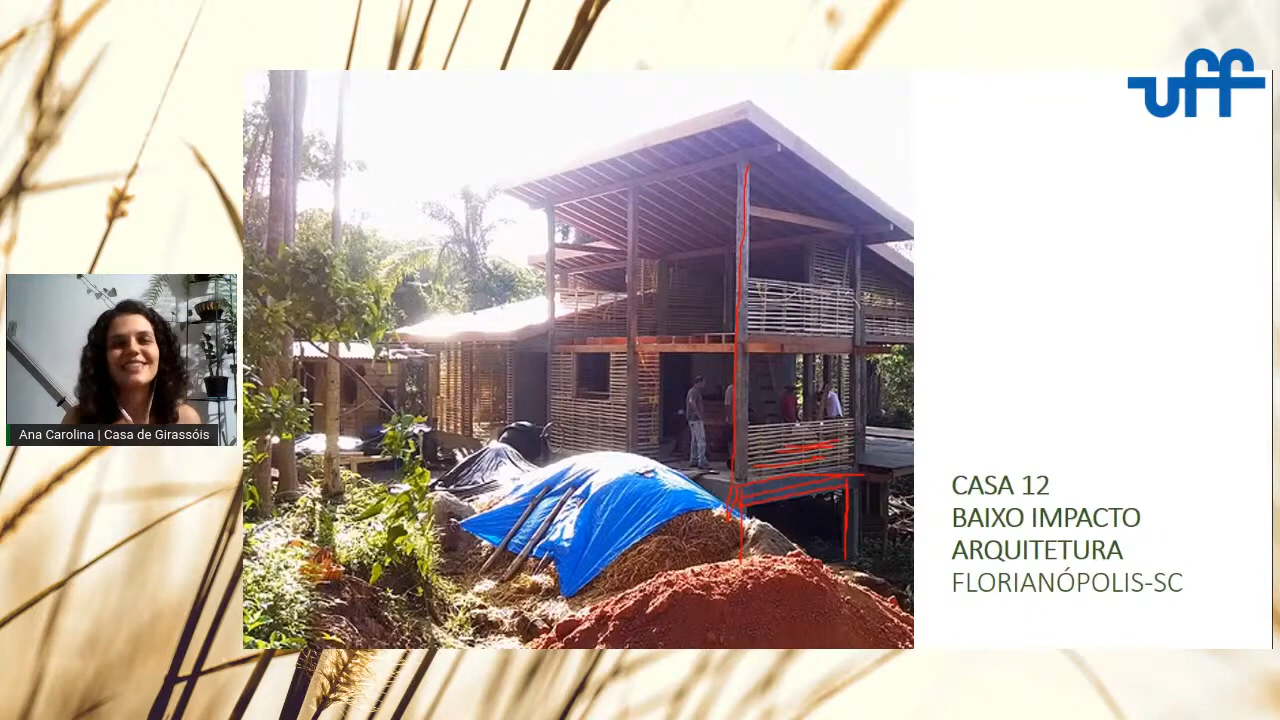 uff
Ana Carolina | Casa de Girassóis
CASA 12
BAIXO IMPACTO
ARQUITETURA
FLORIANÓPOLIS-SC